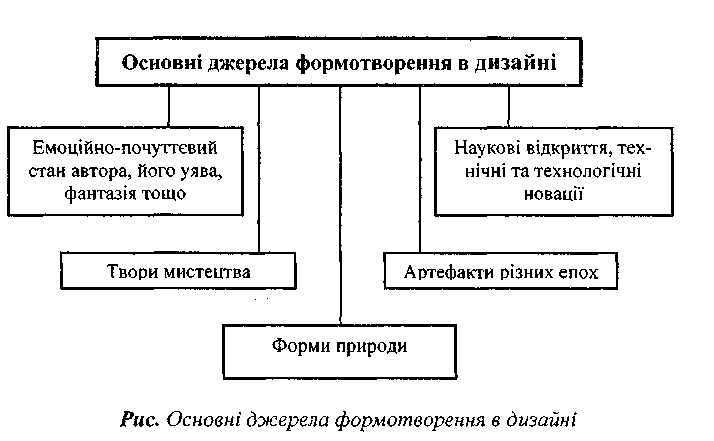 Основні джерела формотворення в дизайні
Емоційно-почуттєвий
стан автора, його уява,
фантазія тощо
Наукові відкриття, тех-
нічні та технологічні
новації
Твори мистецтва
Артефакти різних епох
Форми природи
Рис. Основні джерела формотворення в дизайні